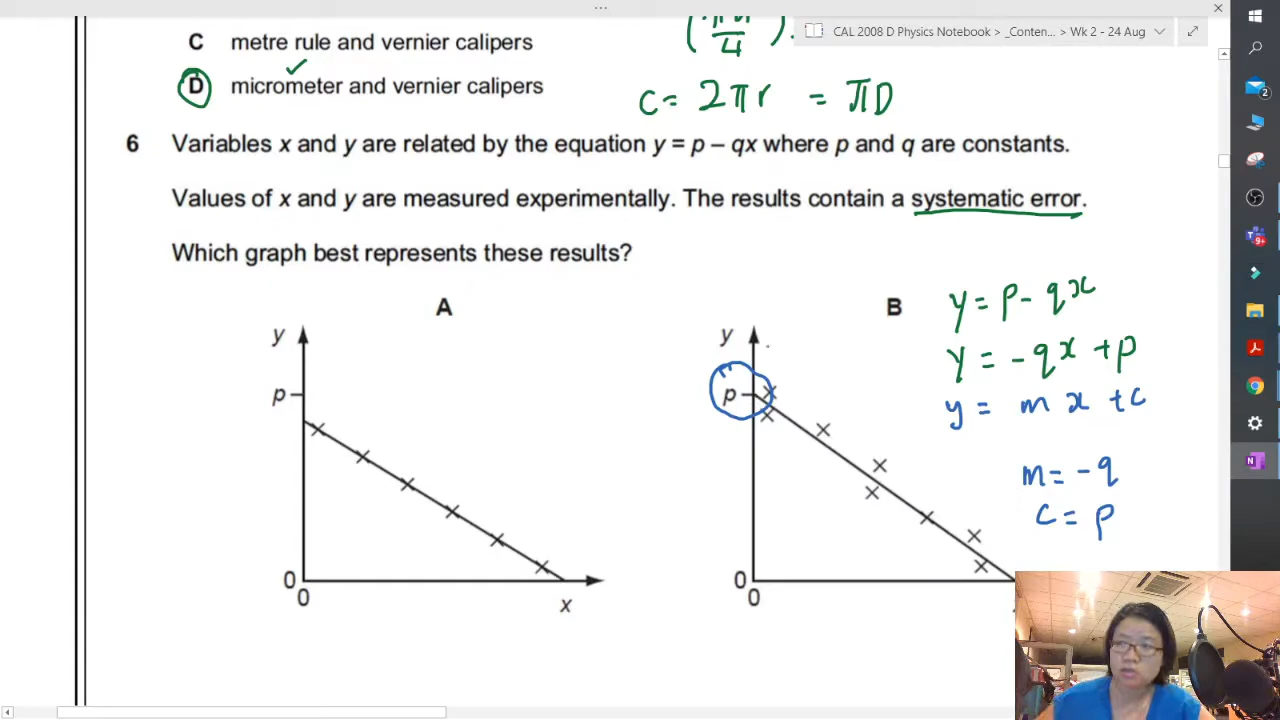 CAL 2008 D Physics Notebook > _Conten... > Wk 2 - 24 Aug
C metre rule and vernier calipers
D micrometer and vernier calipers
C = 2πr = πD
6 Variables x and y are related by the equation y = p – qx where p and q are constants.
Values of x and y are measured experimentally. The results contain a systematic error.
Which graph best represents these results?
A
y
p
0
0
x
B
y
p
0
0
y = p - qx
y = -qx + p
y = m x + c
m = -q
c = p
2
9+